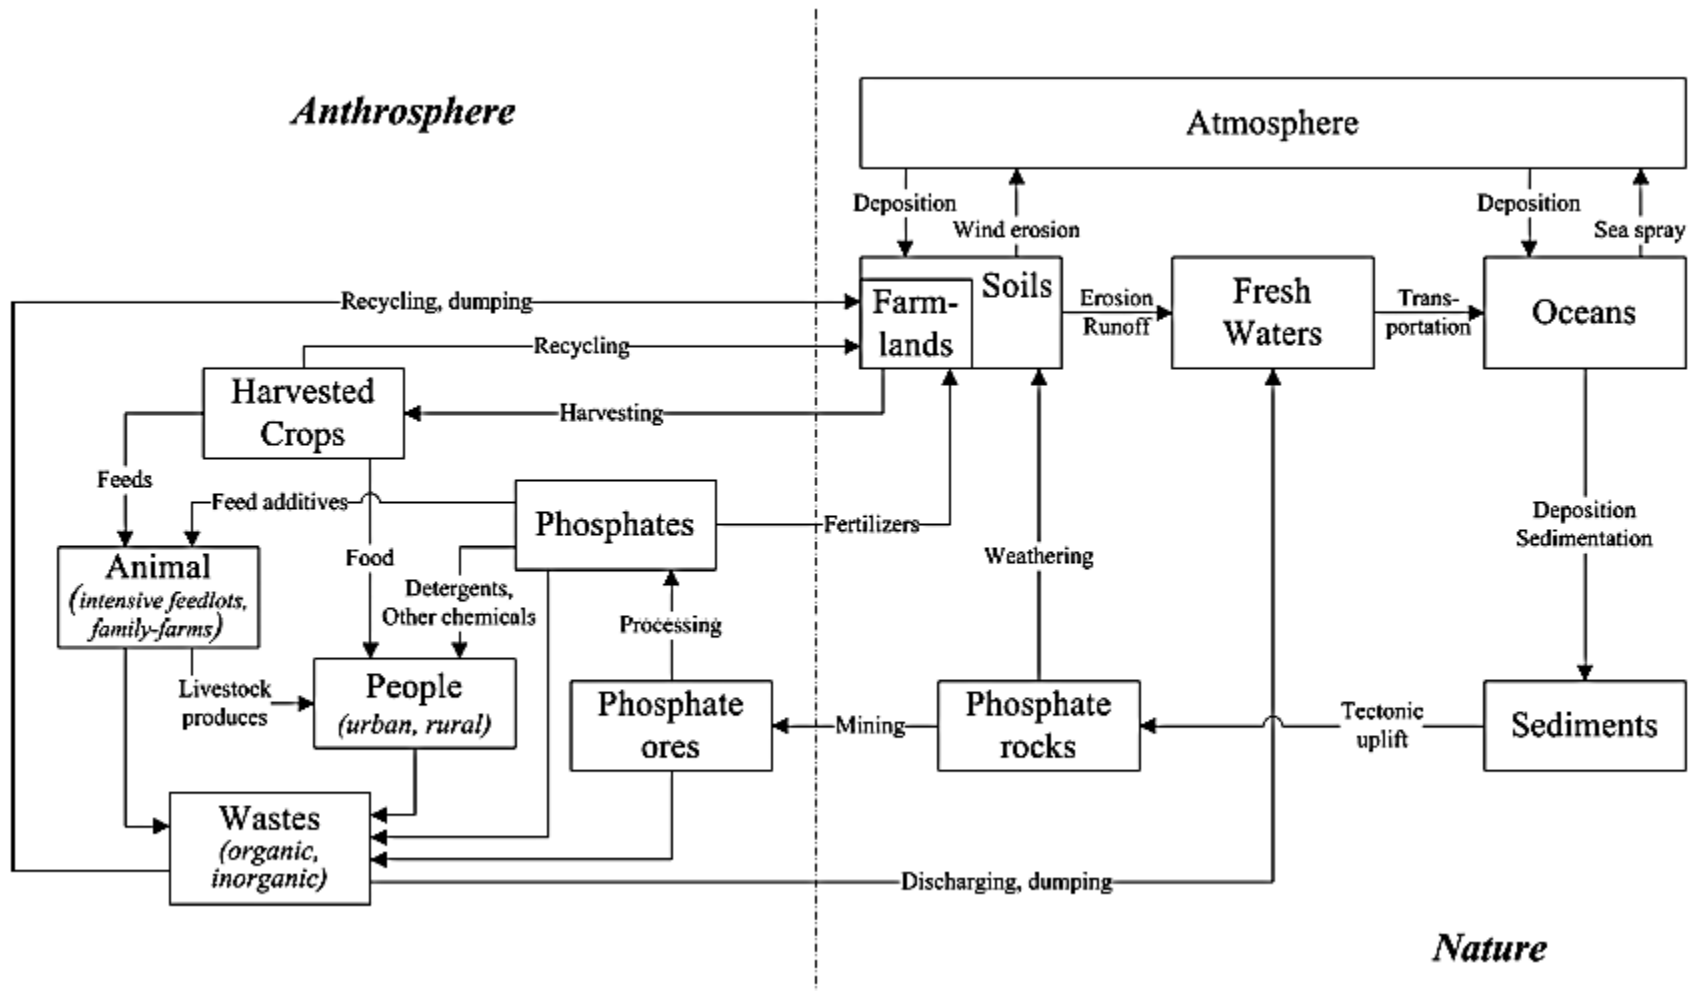 Anthrosphere
Atmosphere
Deposition
Wind erosion
Deposition
Sea spray
Soils
Farm-
lands
Erosion
Runoff
Fresh
Waters
Trans-
portation
Oceans
Recycling, dumping
Recycling
Harvested
Crops
Harvesting
Feeds
Feed additives
Phosphates
Fertilizers
Food
Detergents,
Other chemicals
Animal
(intensive feedlots,
family-farms)
Processing
Weathering
Deposition
Sedimentation
Livestock
produces
People
(urban, rural)
Phosphate
ores
Mining
Phosphate
rocks
Tectonic
uplift
Sediments
Wastes
(organic,
inorganic)
Discharging, dumping
Nature